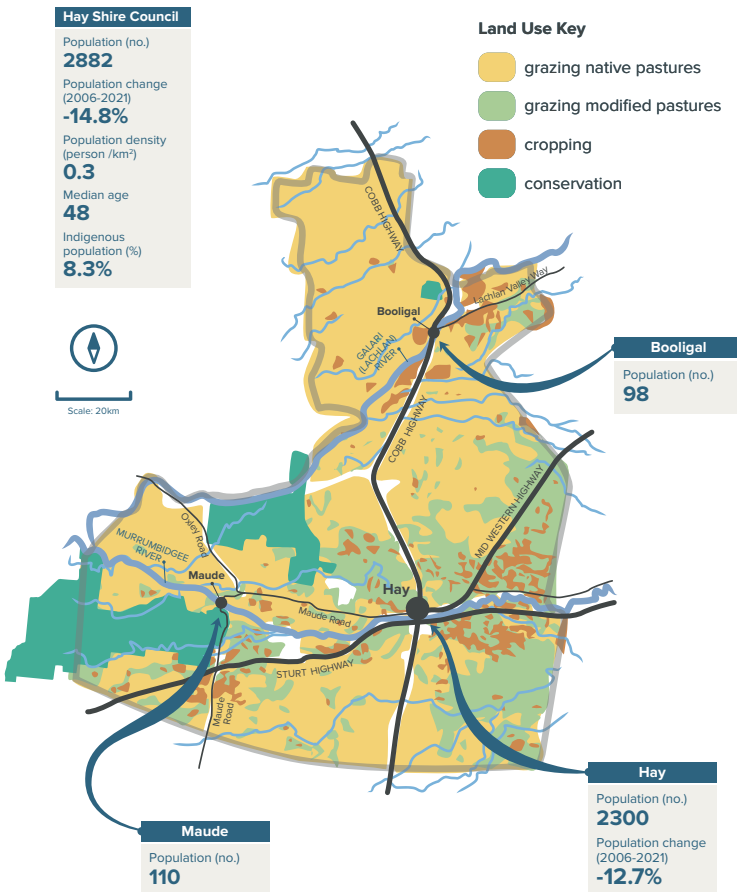 Hay Shire Council
Population (no.)
2882
Population change
(2006-2021)
-14.8%
Population density
(person /km²)
0.3
Median age
48
Indigenous
population (%)
8.3%
Land Use Key
grazing native pastures
grazing modified pastures
cropping
conservation
COBB HIGHWAY
Lachlan Valley Way
Booligal
GALARI
(LACHLAN)
RIVER
Scale: 20km
Booligal
Population (no.)
98
COBB HIGHWAY
MID WESTERN HIGHWAY
Oxley Road
MURRUMBIDGEE
RIVER
Maude
Hay
Maude Road
STURT HIGHWAY
Maude
Road
Hay
Population (no.)
2300
Population change
(2006-2021)
-12.7%
Maude
Population (no.)
110